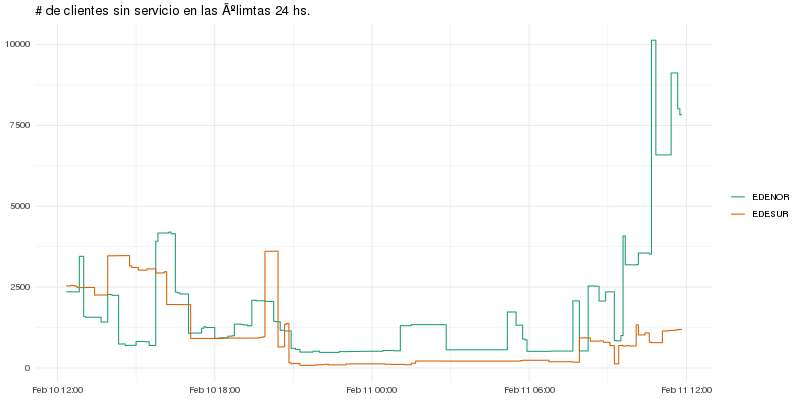 # de clientes sin servicio en las Ãºlimtas 24 hs.
10000
7500
5000
2500
0
EDENOR
EDESUR
Feb 10 12:00
Feb 10 18:00
Feb 11 00:00
Feb 11 06:00
Feb 11 12:00